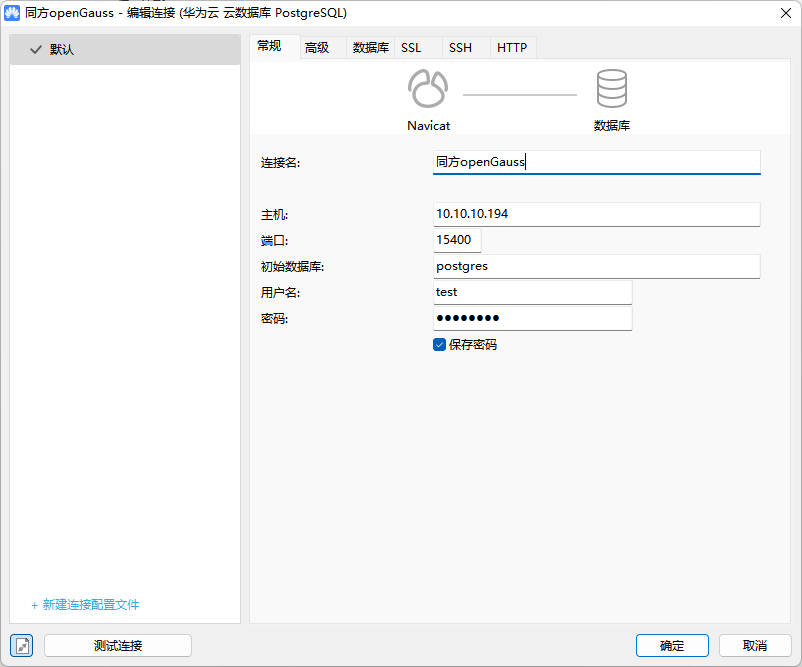 同方openGauss - 编辑连接 (华为云 云数据库 PostgreSQL)
默认
常规 高级 数据库 SSL SSH HTTP
Navicat 数据库
连接名: 同方openGauss
主机: 10.10.10.194
端口: 15400
初始数据库: postgres
用户名: test
密码: ●●●●●●●●
保存密码
+ 新建连接配置文件
测试连接 确定 取消